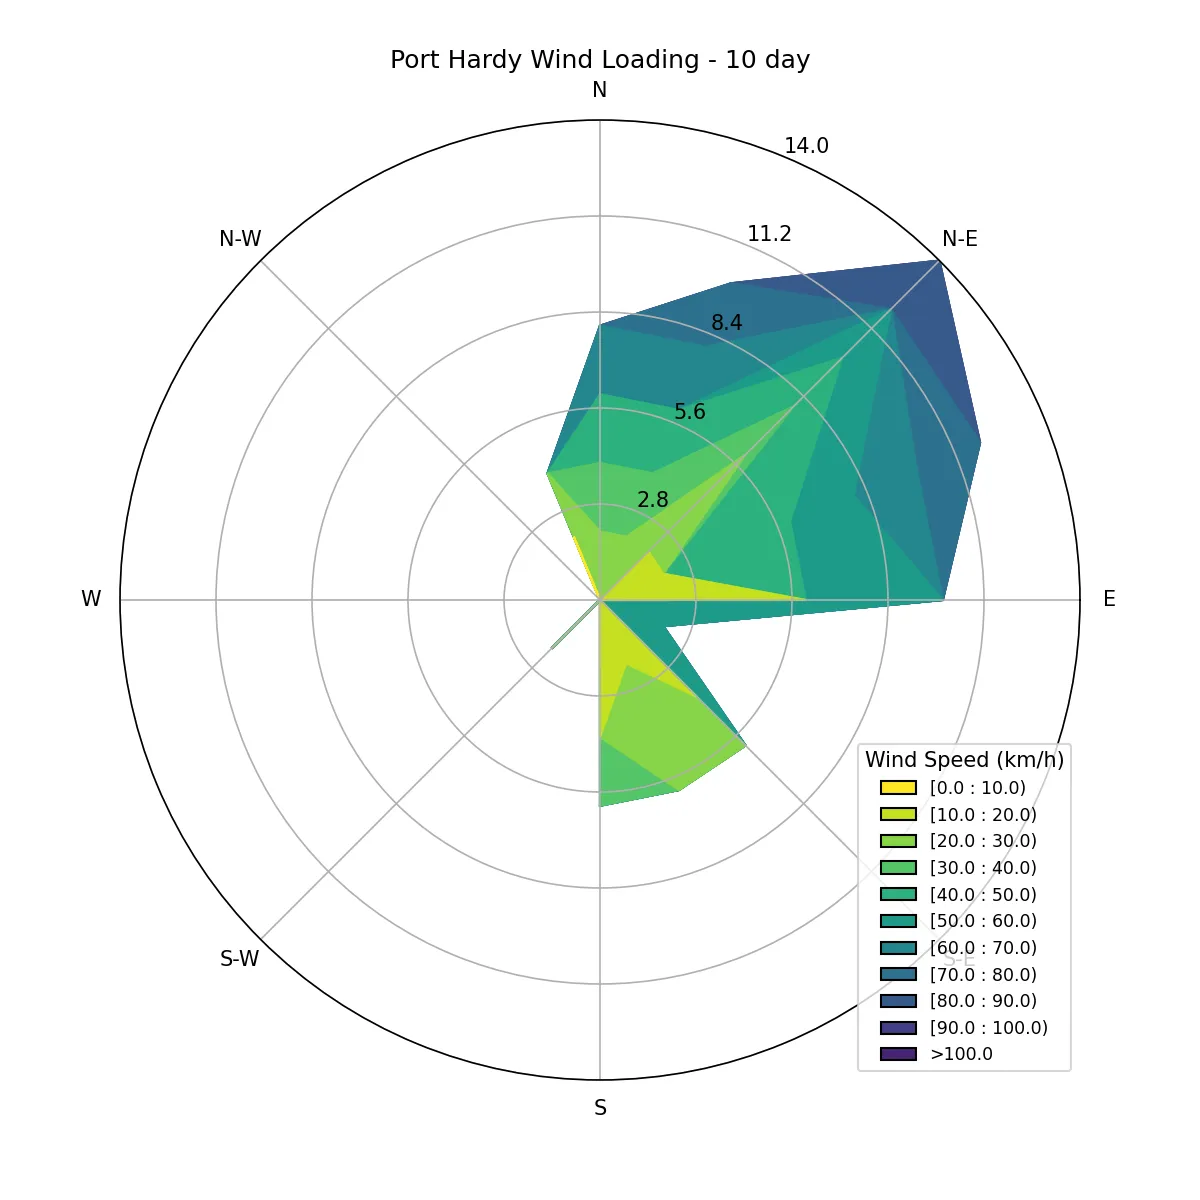 Port Hardy Wind Loading - 10 day
N
14.0
11.2
N-W
N-E
8.4
5.6
2.8
W
E
Wind Speed (km/h)
[0.0 : 10.0)
[10.0 : 20.0)
[20.0 : 30.0)
[30.0 : 40.0)
[40.0 : 50.0)
[50.0 : 60.0)
[60.0 : 70.0)
[70.0 : 80.0)
[80.0 : 90.0)
[90.0 : 100.0)
>100.0
S-W
S-E
S